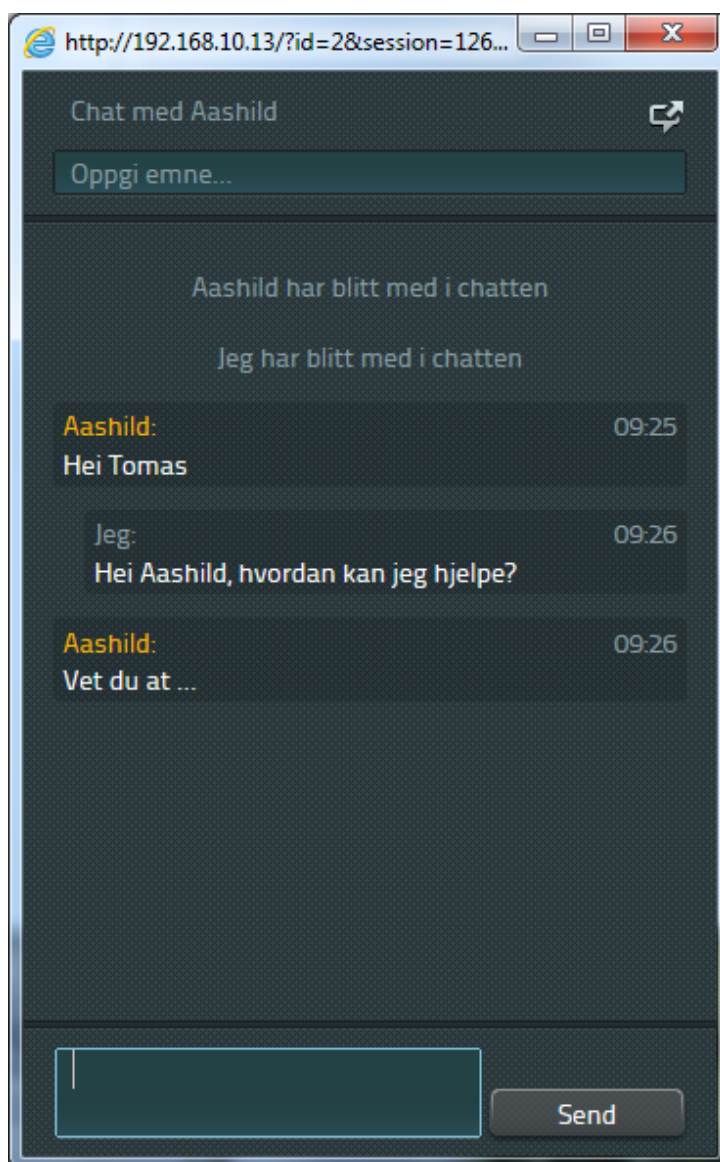 http://192.168.10.13/?id=2&session=126...
Chat med Aashild
Oppgi emne...
Aashild har blitt med i chatten
Jeg har blitt med i chatten
Aashild: 09:25
Hei Tomas
Jeg: 09:26
Hei Aashild, hvordan kan jeg hjelpe?
Aashild: 09:26
Vet du at ...
Send